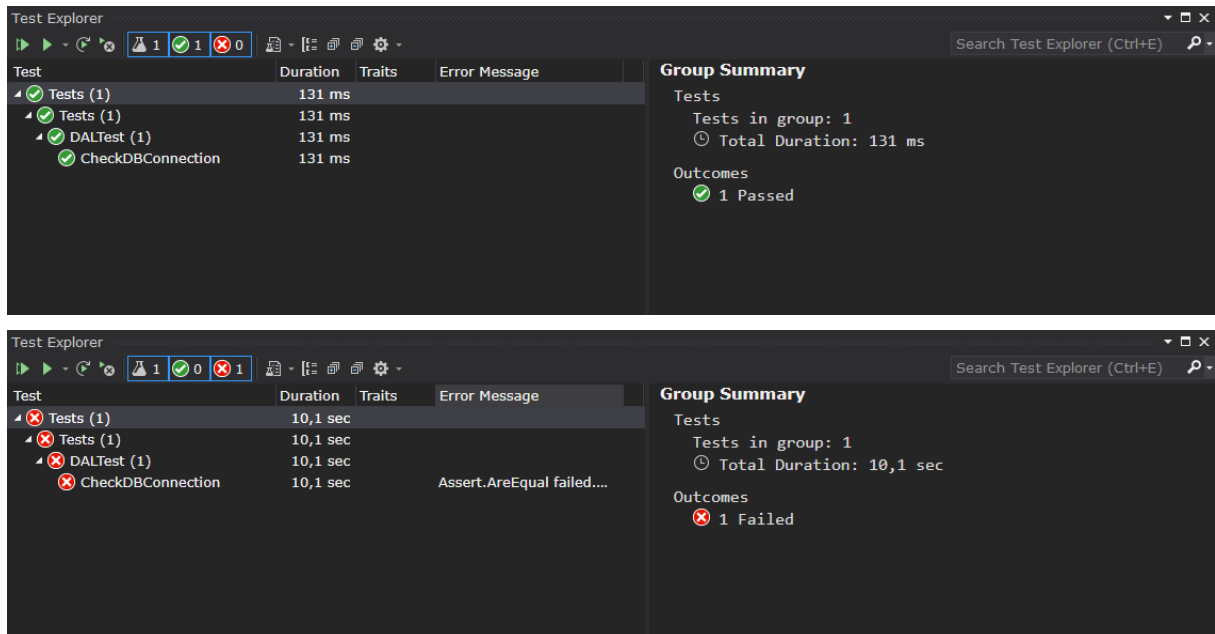 Test Explorer
1 1 0 Search Test Explorer (Ctrl+E)
Test Duration Traits Error Message
Tests (1) 131 ms
Tests (1) 131 ms
DALTest (1) 131 ms
CheckDBConnection 131 ms
Group Summary
Tests
Tests in group: 1
Total Duration: 131 ms
Outcomes
1 Passed
Test Explorer
1 0 1 Search Test Explorer (Ctrl+E)
Test Duration Traits Error Message
Tests (1) 10,1 sec
Tests (1) 10,1 sec
DALTest (1) 10,1 sec
CheckDBConnection 10,1 sec Assert.AreEqual failed....
Group Summary
Tests
Tests in group: 1
Total Duration: 10,1 sec
Outcomes
1 Failed